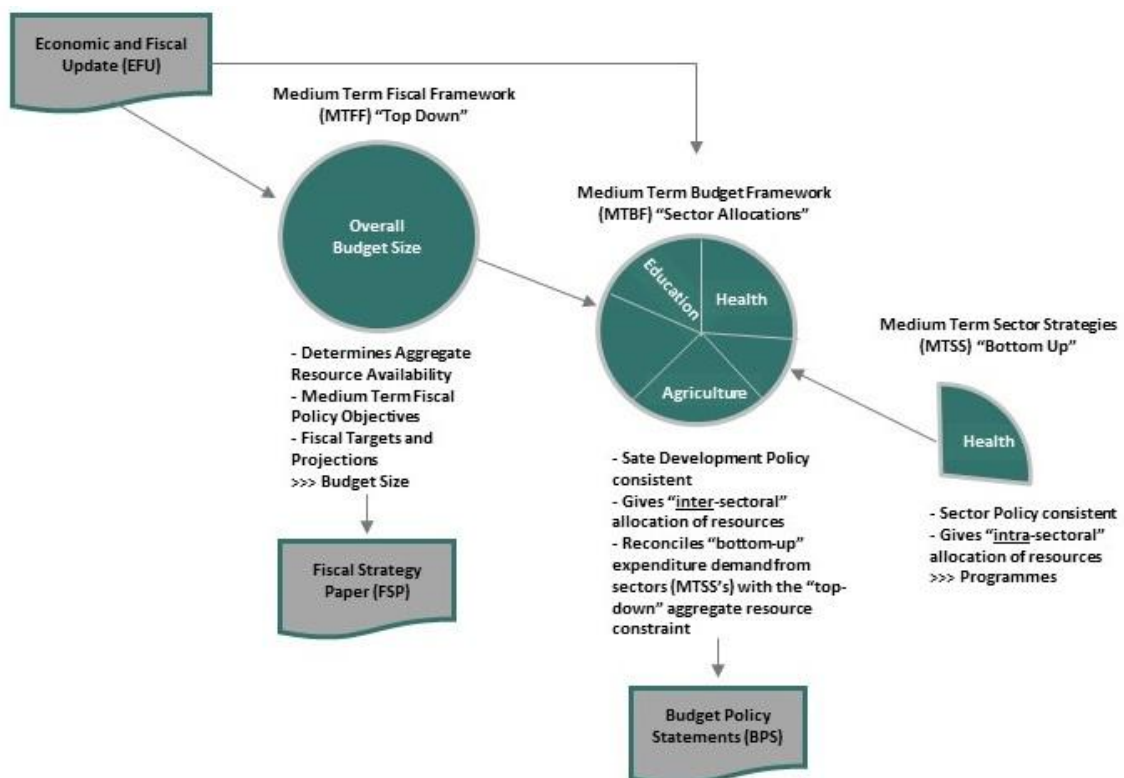 Economic and Fiscal
Update (EFU)
Medium Term Fiscal Framework
(MTFF) “Top Down”
Overall
Budget Size
- Determines Aggregate
Resource Availability
- Medium Term Fiscal
Policy Objectives
- Fiscal Targets and
Projections
>>> Budget Size
Fiscal Strategy
Paper (FSP)
Medium Term Budget Framework
(MTBF) “Sector Allocations”
Education
Health
Agriculture
- Sate Development Policy
consistent
- Gives “inter-sectoral”
allocation of resources
- Reconciles “bottom-up”
expenditure demand from
sectors (MTSS’s) with the “top-
down” aggregate resource
constraint
Budget Policy
Statements (BPS)
Medium Term Sector Strategies
(MTSS) “Bottom Up”
Health
- Sector Policy consistent
- Gives “intra-sectoral”
allocation of resources
>>> Programmes